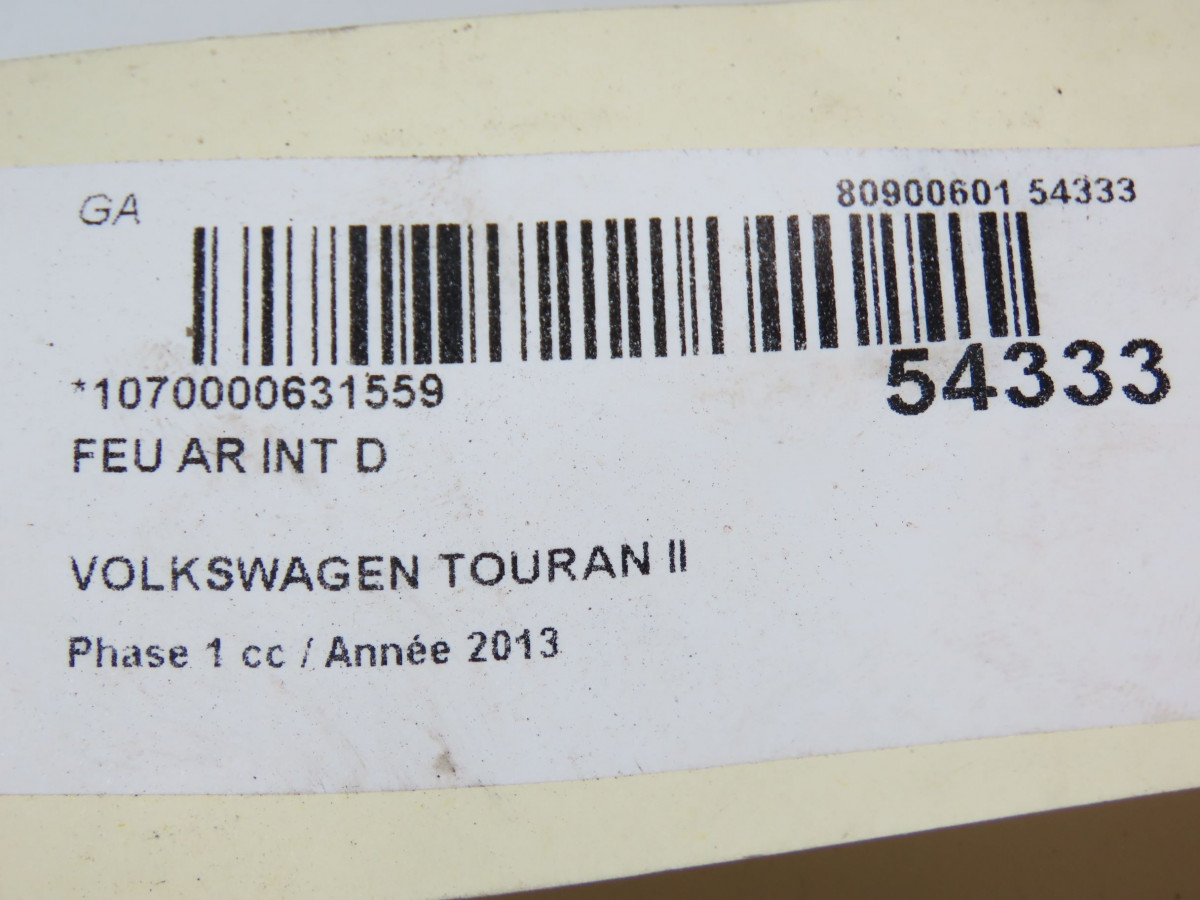 GA
80900601 54333
*1070000631559
54333
FEU AR INT D
VOLKSWAGEN TOURAN II
Phase 1 cc / Année 2013